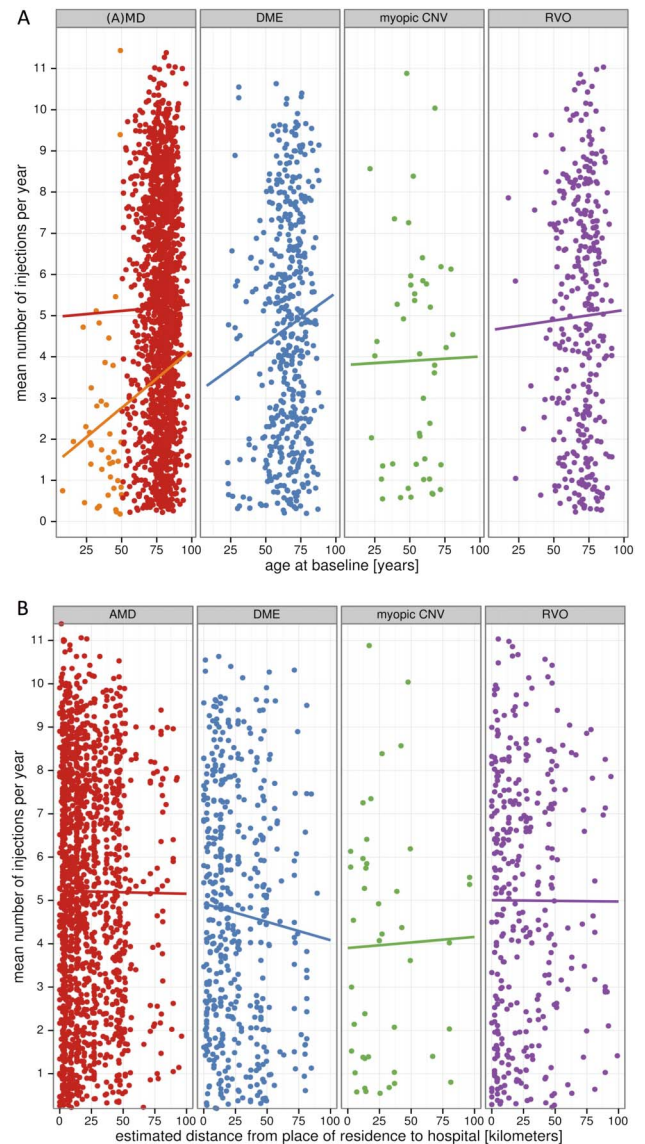 A
(A)MD DME myopic CNV RVO
mean number of injections per year
11
10
9
8
7
6
5
4
3
2
1
0
25 50 75 100 25 50 75 100 25 50 75 100 25 50 75 100
age at baseline [years]
B
AMD DME myopic CNV RVO
mean number of injections per year
11
10
9
8
7
6
5
4
3
2
1
0 25 50 75 100 0 25 50 75 100 0 25 50 75 100 0 25 50 75 100
estimated distance from place of residence to hospital [kilometers]